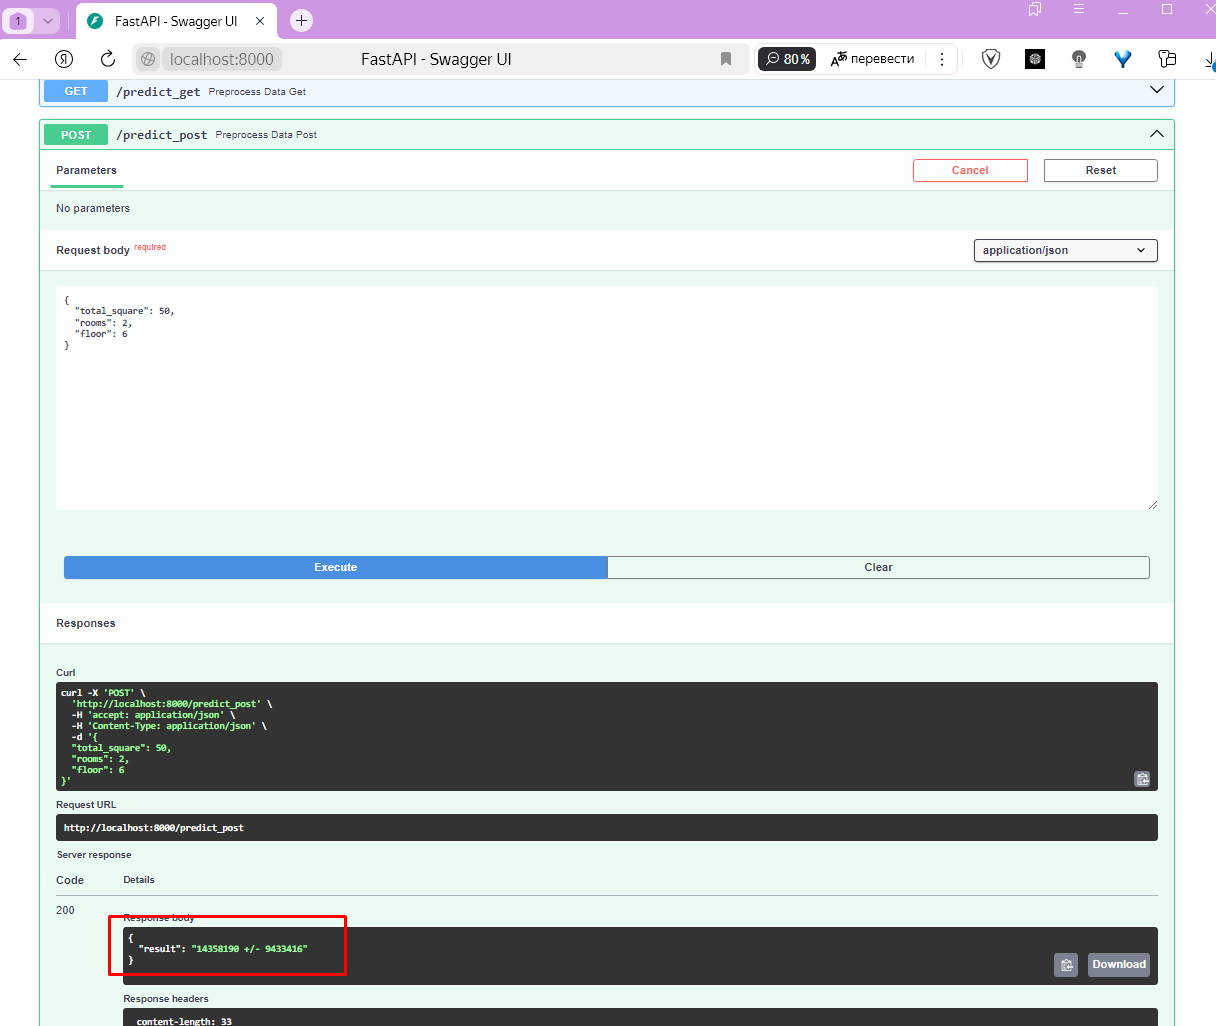 1
FastAPI - Swagger UI
localhost:8000
FastAPI - Swagger UI
80%
перевести
GET /predict_get Preprocess Data Get
POST /predict_post Preprocess Data Post
Parameters
Cancel
Reset
No parameters
Request body required
application/json
{
"total_square": 50,
"rooms": 2,
"floor": 6
}
Execute
Clear
Responses
Curl
curl -X 'POST' \
'http://localhost:8000/predict_post' \
-H 'accept: application/json' \
-H 'Content-Type: application/json' \
-d '{
"total_square": 50,
"rooms": 2,
"floor": 6
}'
Request URL
http://localhost:8000/predict_post
Server response
Code Details
200
Response body
{
"result": "14358190 +/- 9433416"
}
Download
Response headers
content-length: 33